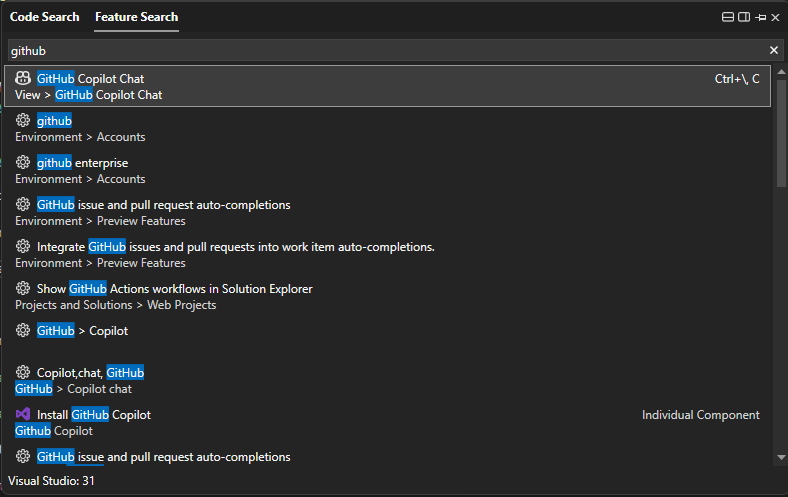 Code Search Feature Search
github
GitHub Copilot Chat Ctrl+\, C
View > GitHub Copilot Chat
github
Environment > Accounts
github enterprise
Environment > Accounts
GitHub issue and pull request auto-completions
Environment > Preview Features
Integrate GitHub issues and pull requests into work item auto-completions.
Environment > Preview Features
Show GitHub Actions workflows in Solution Explorer
Projects and Solutions > Web Projects
GitHub > Copilot
Copilot,chat, GitHub
GitHub > Copilot chat
Install GitHub Copilot Individual Component
Github Copilot
GitHub issue and pull request auto-completions
Visual Studio: 31